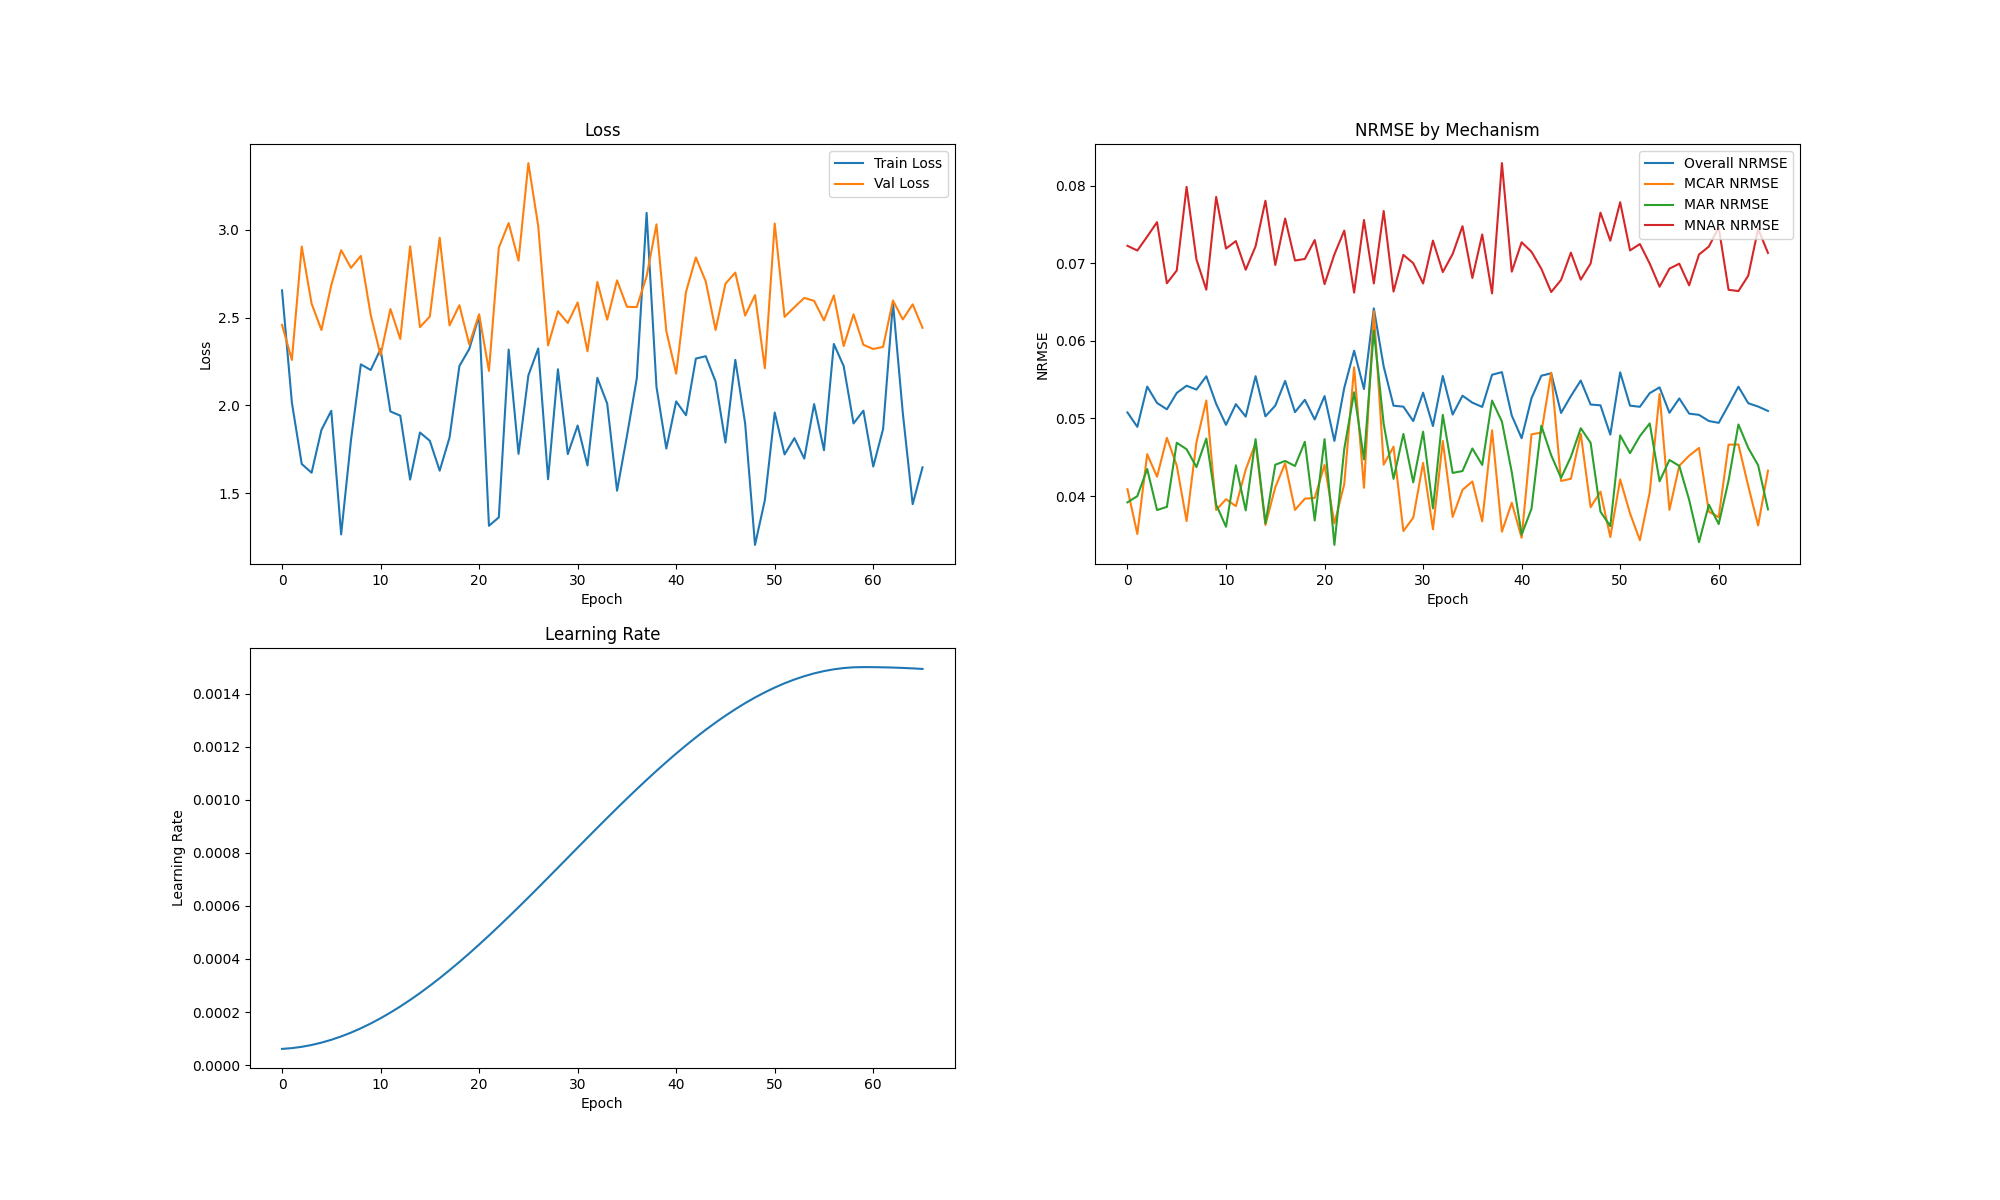 Loss
Train Loss
Val Loss
3.0
2.5
2.0
1.5
Loss
0 10 20 30 40 50 60
Epoch
NRMSE by Mechanism
Overall NRMSE
MCAR NRMSE
MAR NRMSE
MNAR NRMSE
0.08
0.07
0.06
0.05
0.04
NRMSE
0 10 20 30 40 50 60
Epoch
Learning Rate
0.0014
0.0012
0.0010
0.0008
0.0006
0.0004
0.0002
0.0000
Learning Rate
0 10 20 30 40 50 60
Epoch